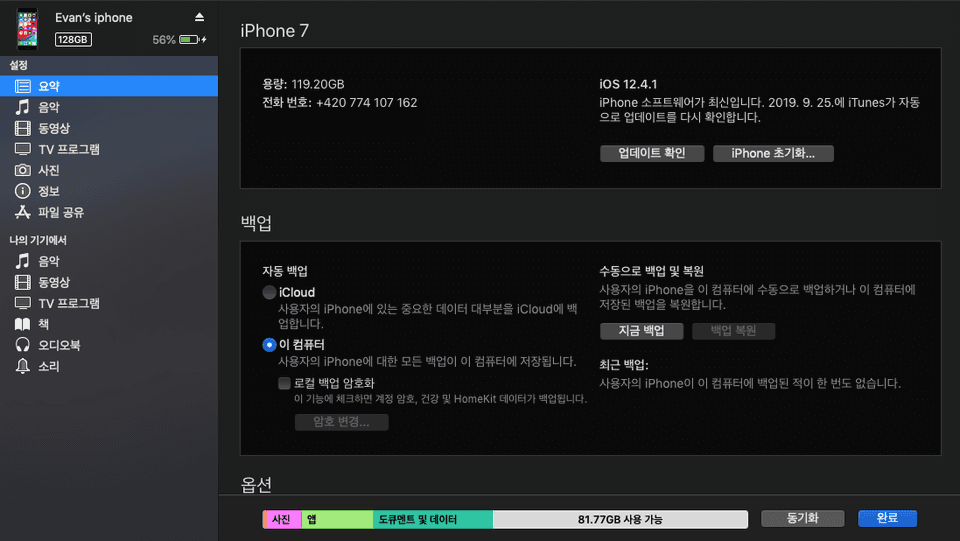 Evan's iphone
128GB
56%
설정
요약
음악
동영상
TV 프로그램
사진
정보
파일 공유
나의 기기에서
음악
동영상
TV 프로그램
책
오디오북
소리
iPhone 7
용량: 119.20GB
전화 번호: +420 774 107 162
iOS 12.4.1
iPhone 소프트웨어가 최신입니다. 2019. 9. 25.에 iTunes가 자동
으로 업데이트를 다시 확인합니다.
업데이트 확인
iPhone 초기화...
백업
자동 백업
iCloud
사용자의 iPhone에 있는 중요한 데이터 대부분을 iCloud에 백
업합니다.
이 컴퓨터
사용자의 iPhone에 대한 모든 백업이 이 컴퓨터에 저장됩니다.
로컬 백업 암호화
이 기능에 체크하면 계정 암호, 건강 및 HomeKit 데이터가 백업됩니다.
암호 변경...
수동으로 백업 및 복원
사용자의 iPhone을 이 컴퓨터에 수동으로 백업하거나 이 컴퓨터에
저장된 백업을 복원합니다.
지금 백업
백업 복원
최근 백업:
사용자의 iPhone이 이 컴퓨터에 백업된 적이 한 번도 없습니다.
옵션
사진
앱
도큐멘트 및 데이터
81.77GB 사용 가능
동기화
완료